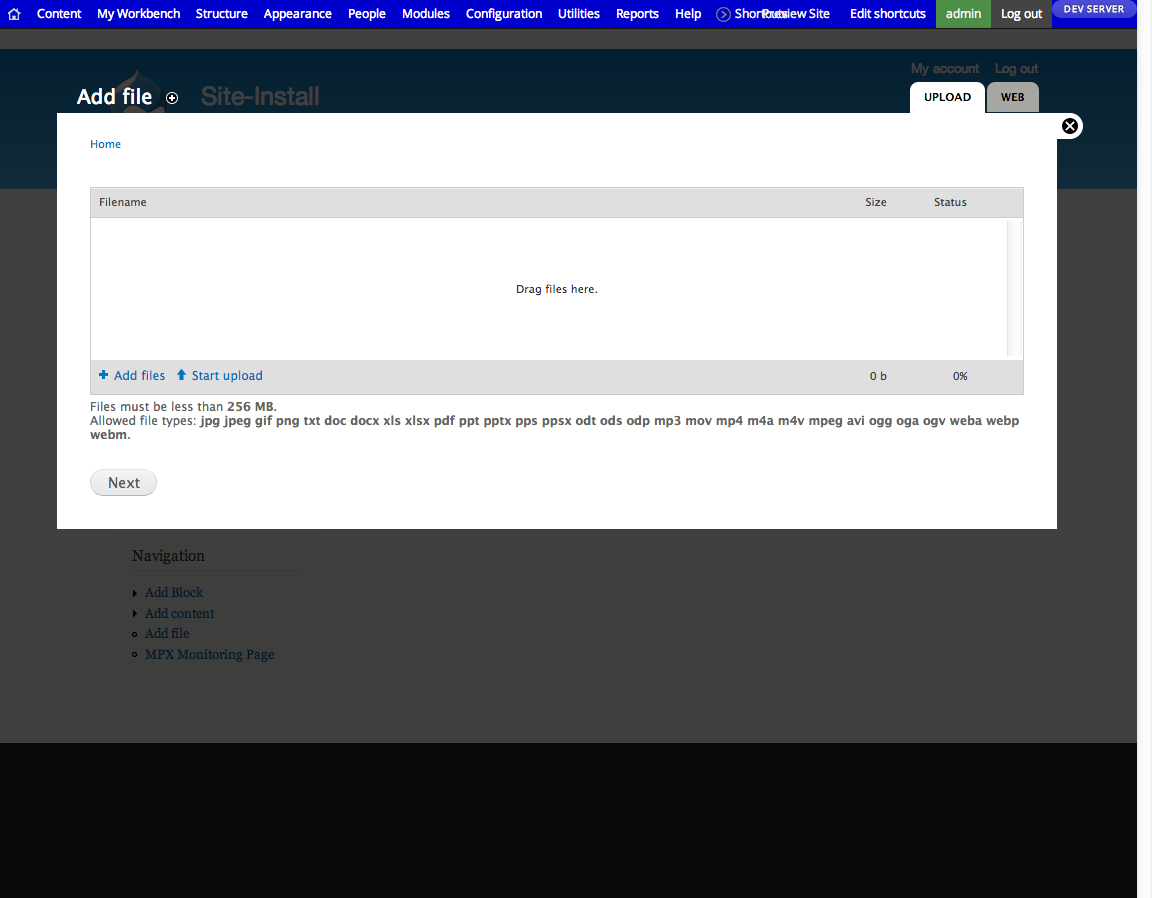 Content My Workbench Structure Appearance People Modules Configuration Utilities Reports Help Shortcuts Preview Site Edit shortcuts admin Log out DEV SERVER
My account Log out
Add file Site-Install UPLOAD WEB
Home
Filename Size Status
Drag files here.
Add files Start upload 0 b 0%
Files must be less than 256 MB.
Allowed file types: jpg jpeg gif png txt doc docx xls xlsx pdf ppt pptx pps ppsx odt ods odp mp3 mov mp4 m4a m4v mpeg avi ogg oga ogv weba webp
webm.
Next
Navigation
Add Block
Add content
Add file
MPX Monitoring Page